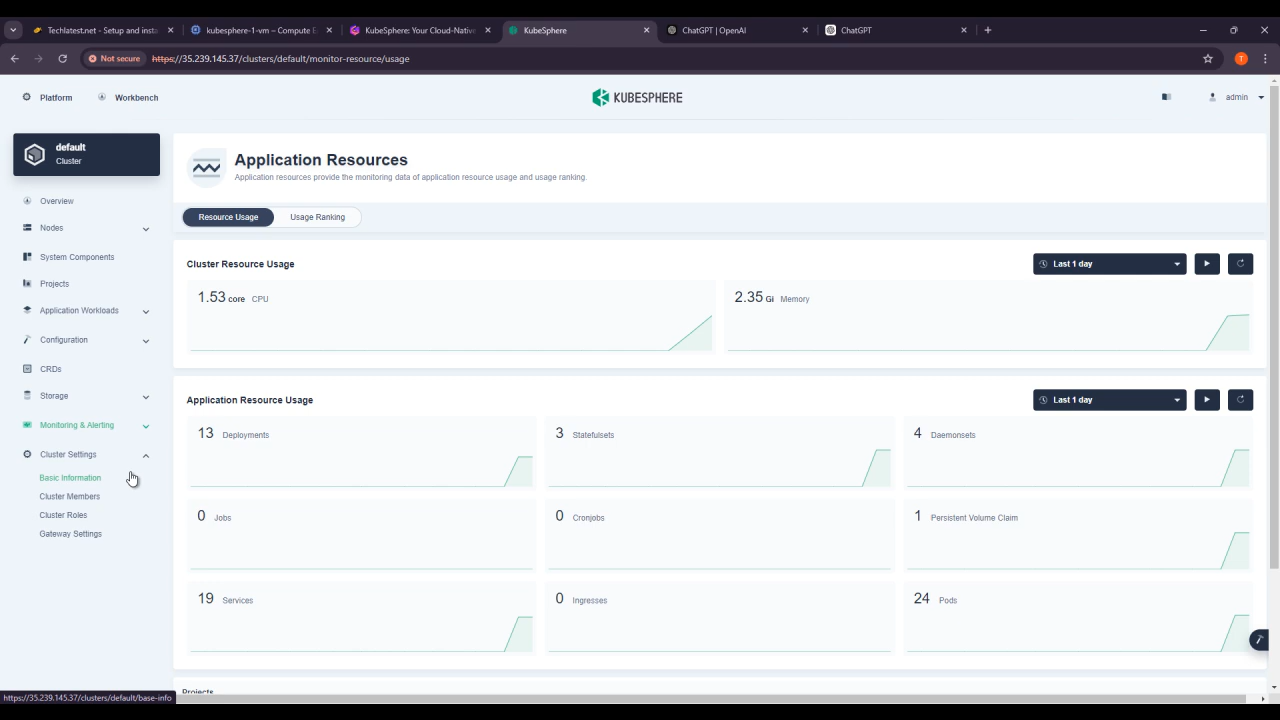 Techlatest.net - Setup and insta
kubesphere-1-vm – Compute E
KubeSphere: Your Cloud-Native
KubeSphere
ChatGPT | OpenAI
ChatGPT
Not secure https://35.239.145.37/clusters/default/monitor-resource/usage
T
Platform
Workbench
KUBESPHERE
admin
default
Cluster
Overview
Nodes
System Components
Projects
Application Workloads
Configuration
CRDs
Storage
Monitoring & Alerting
Cluster Settings
Basic Information
Cluster Members
Cluster Roles
Gateway Settings
Application Resources
Application resources provide the monitoring data of application resource usage and usage ranking.
Resource Usage
Usage Ranking
Cluster Resource Usage
Last 1 day
1.53 core CPU
2.35 Gi Memory
Application Resource Usage
Last 1 day
13 Deployments
3 Statefulsets
4 Daemonsets
0 Jobs
0 Cronjobs
1 Persistent Volume Claim
19 Services
0 Ingresses
24 Pods
Projects
https://35.239.145.37/clusters/default/base-info